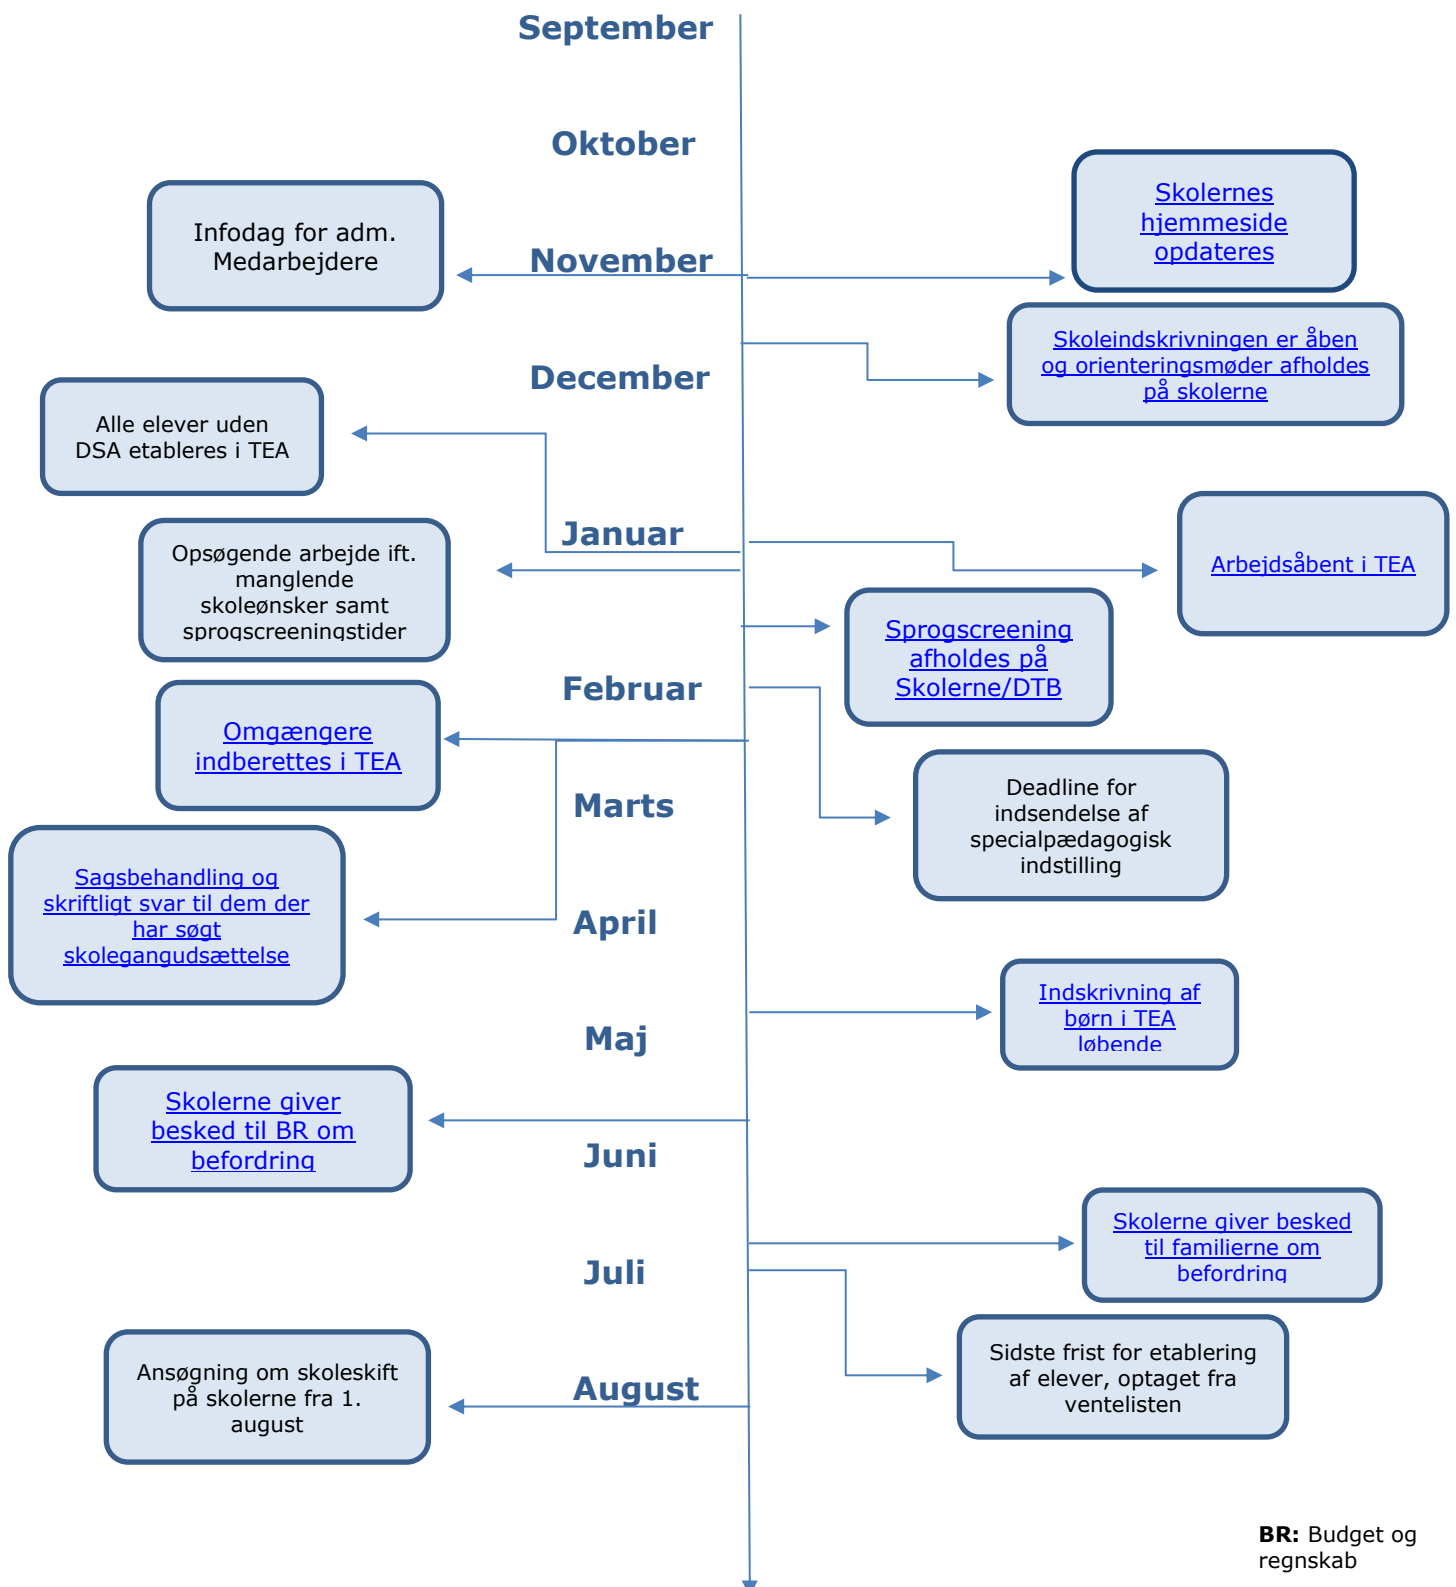 September
Oktober
Skolernes
hjemmeside
opdateres
Infodag for adm.
Medarbejdere
November
Skoleindskrivningen er åben
og orienteringsmøder afholdes
på skolerne
December
Alle elever uden
DSA etableres i TEA
Januar
Arbejdsåbent i TEA
Opsøgende arbejde ift.
manglende
skoleønsker samt
sprogscreeningstider
Sprogscreening
afholdes på
Skolerne/DTB
Februar
Omgængere
indberettes i TEA
Deadline for
indsendelse af
specialpædagogisk
indstilling
Marts
Sagsbehandling og
skriftligt svar til dem der
har søgt
skolegangudsættelse
April
Indskrivning af
børn i TEA
løbende
Maj
Skolerne giver
besked til BR om
befordring
Juni
Skolerne giver besked
til familierne om
befordring
Juli
Sidste frist for etablering
af elever, optaget fra
ventelisten
Ansøgning om skoleskift
på skolerne fra 1.
august
August
BR: Budget og
regnskab